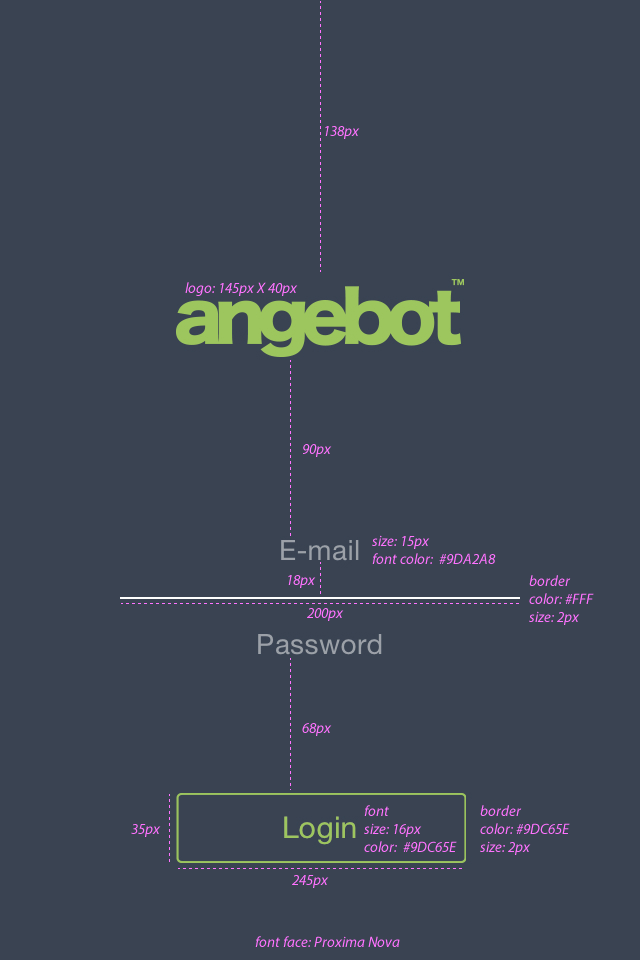 138px
logo: 145px X 40px
angebot™
90px
E-mail
size: 15px
font color: #9DA2A8
18px
border
color: #FFF
size: 2px
200px
Password
68px
35px
Login
font
size: 16px
color: #9DC65E
border
color: #9DC65E
size: 2px
245px
font face: Proxima Nova